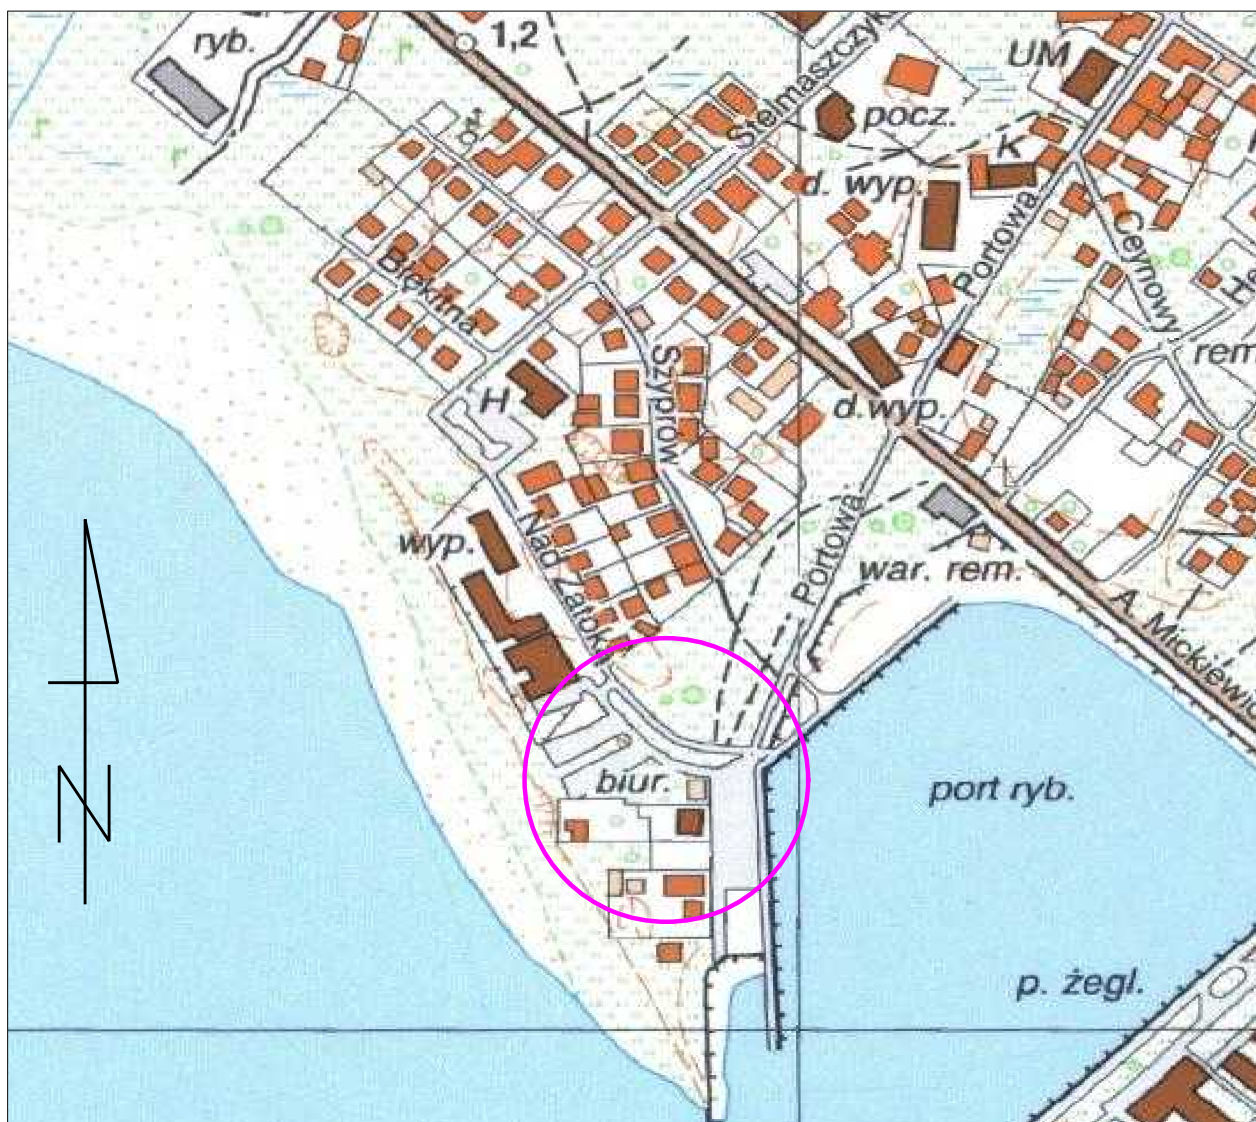 ryb.
1,2
Stelmaszczyk
UM
pocz.
K
d. wyp.
Portowa
Ceynowy
H
Błękitna
rem
Szyprów
H
d.wyp.
Nad Zatoką
wyp.
Portowa
war. rem.
A. Mickiewic
biur.
port ryb.
N
p. żegl.